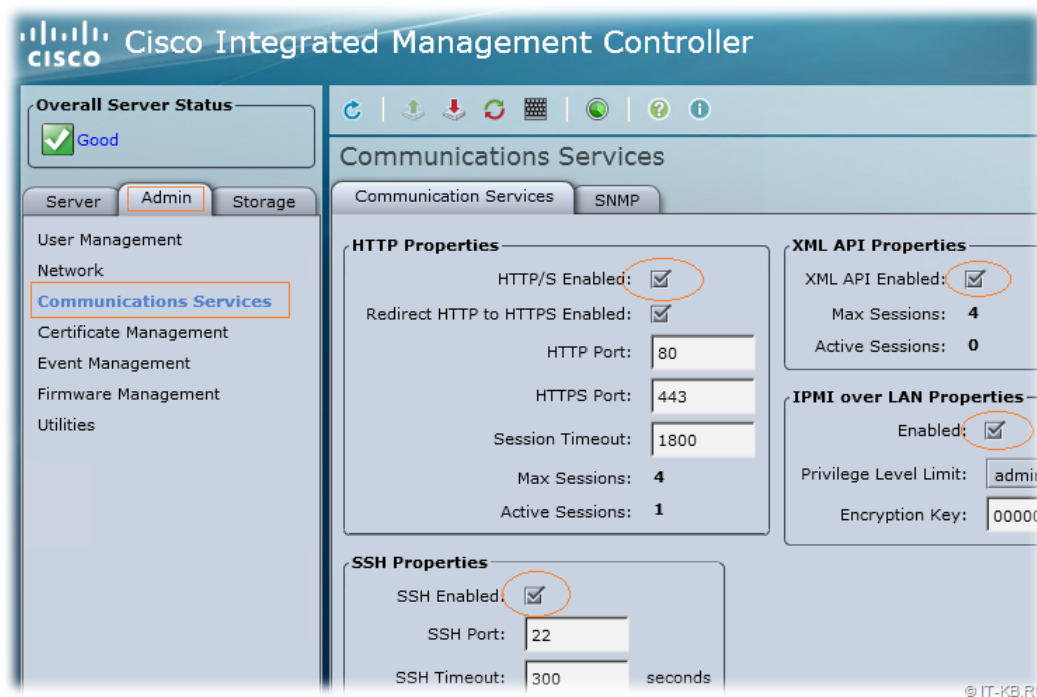 CISCO Cisco Integrated Management Controller
Overall Server Status
Good
Server Admin Storage
User Management
Network
Communications Services
Certificate Management
Event Management
Firmware Management
Utilities
Communications Services
Communication Services SNMP
HTTP Properties
HTTP/S Enabled:
Redirect HTTP to HTTPS Enabled:
HTTP Port: 80
HTTPS Port: 443
Session Timeout: 1800
Max Sessions: 4
Active Sessions: 1
XML API Properties
XML API Enabled:
Max Sessions: 4
Active Sessions: 0
IPMI over LAN Properties
Enabled:
Privilege Level Limit:
Encryption Key:
SSH Properties
SSH Enabled:
SSH Port: 22
SSH Timeout: 300 seconds
© IT-KB.R